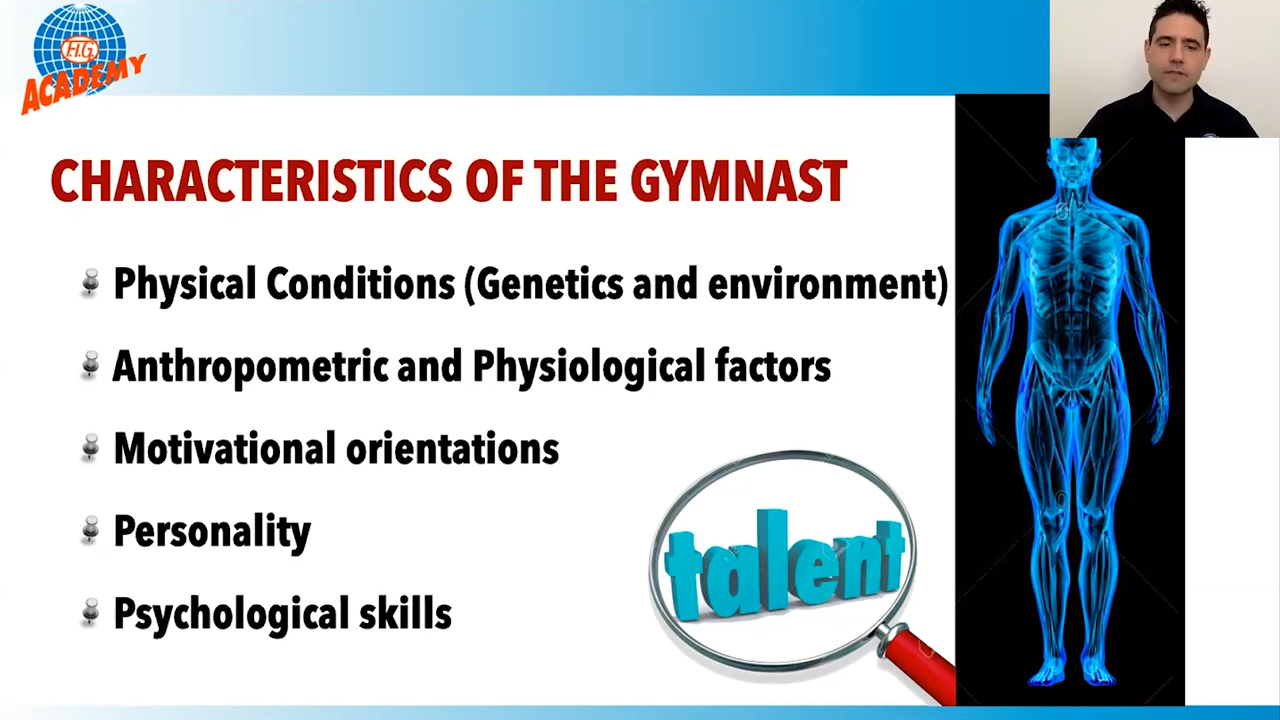 F.I.G.
ACADEMY
CHARACTERISTICS OF THE GYMNAST
Physical Conditions (Genetics and environment)
Anthropometric and Physiological factors
Motivational orientations
Personality
Psychological skills
talent